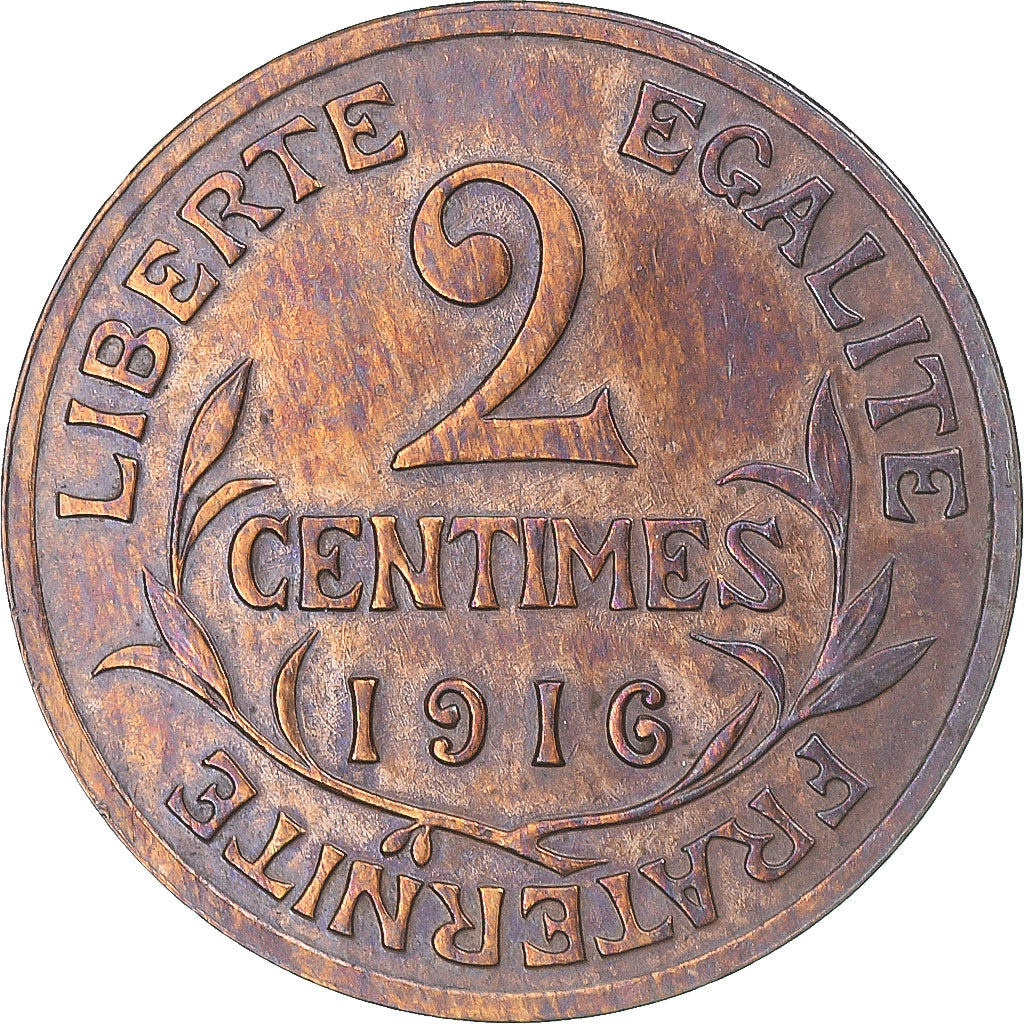 LIBERTE EGALITE FRATERNITE
2
CENTIMES
1916